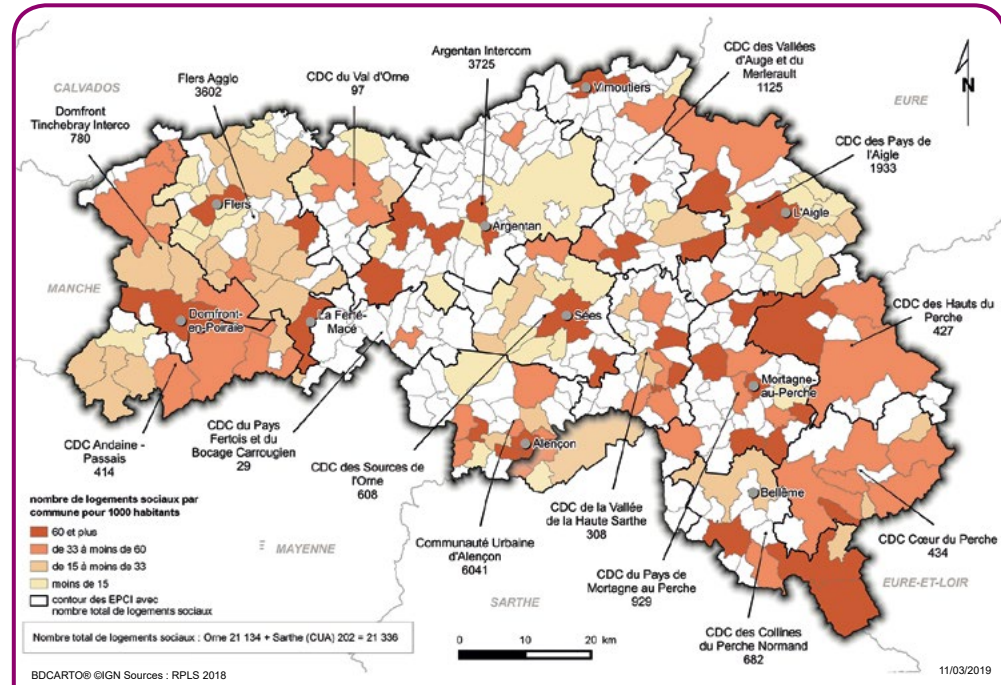 CALVADOS
Domfront
Tinchebray Interco
780
Flers Agglo
3602
CDC du Val d'Orne
97
Argentan Intercom
3725
CDC des Vallées
d'Auge et du
Merlerault
1125
N
EURE
Vimoutiers
CDC des Pays de
l'Aigle
1933
Flers
Argentan
L'Aigle
MANCHE
Domfront-
en-Poiraie
La Ferté-
Macé
Sées
CDC des Hauts du
Perche
427
Mortagne-
au-Perche
CDC Andaine -
Passais
414
CDC du Pays
Fertois et du
Bocage Carrougien
29
CDC des Sources de
l'Orne
608
Alençon
Bellême
CDC de la Vallée
de la Haute Sarthe
308
CDC Cœur du Perche
434
Communauté Urbaine
d'Alençon
6041
CDC du Pays de
Mortagne au Perche
929
CDC des Collines
du Perche Normand
682
MAYENNE
SARTHE
EURE-ET-LOIR
nombre de logements sociaux par
commune pour 1000 habitants
60 et plus
de 33 à moins de 60
de 15 à moins de 33
moins de 15
contour des EPCI avec
nombre total de logements sociaux
Nombre total de logements sociaux : Orne 21 134 + Sarthe (CUA) 202 = 21 336
0 10 20 km
BDCARTO® ©IGN Sources : RPLS 2018
11/03/2019